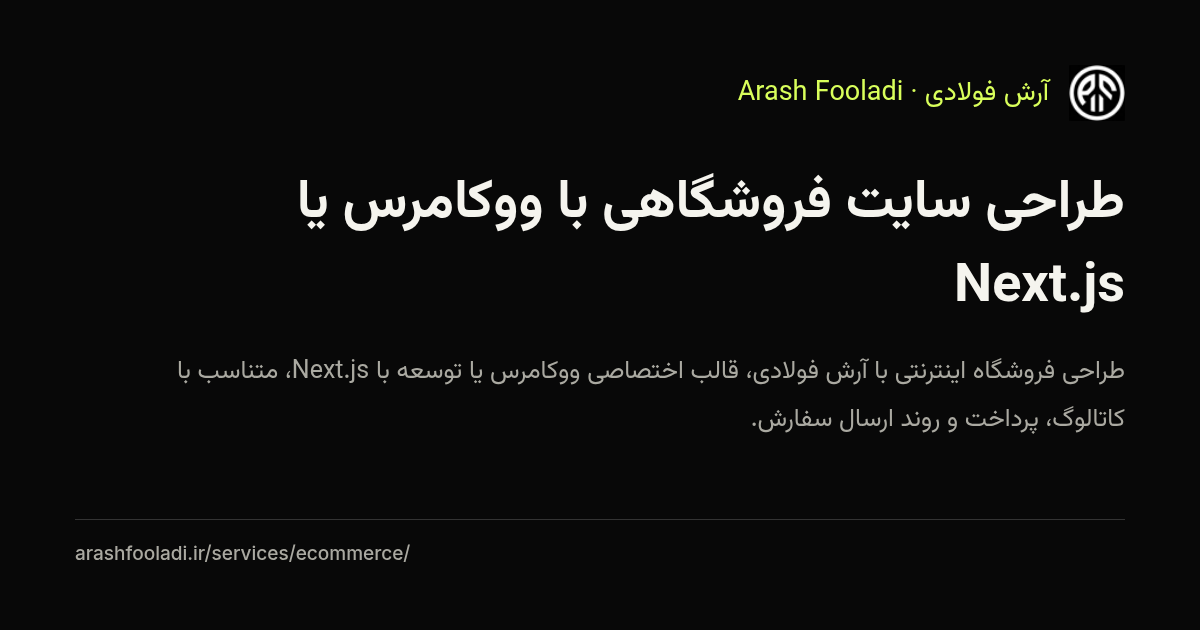 آرش فولادی · Arash Fooladi
طراحی سایت فروشگاهی با ووکامرس یا
Next.js
طراحی فروشگاه اینترنتی با آرش فولادی، قالب اختصاصی ووکامرس یا توسعه با Next.js، متناسب با
کاتالوگ، پرداخت و روند ارسال سفارش.
arashfooladi.ir/services/ecommerce/